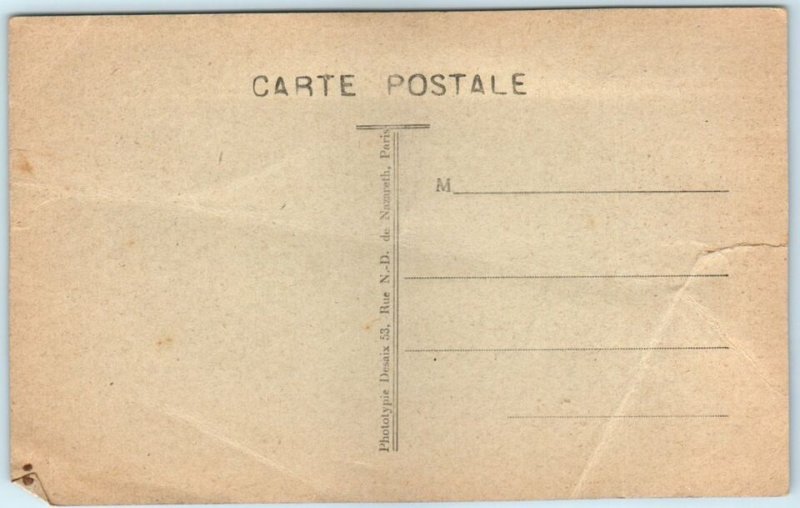 CARTE POSTALE
Phototypie Desaix 53, Rue N.-D. de Nazareth, Paris
M